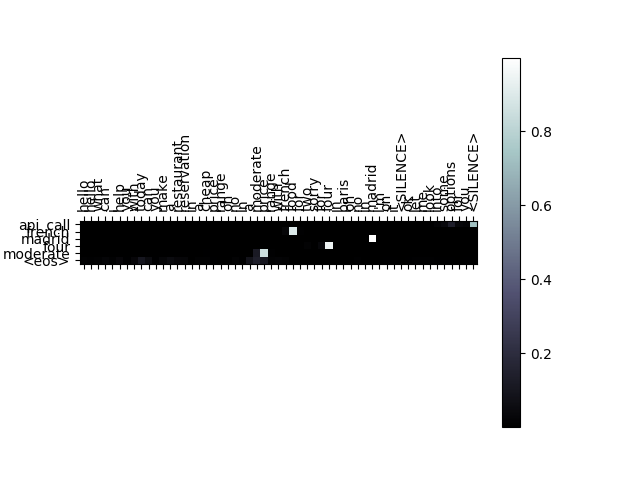 hello
hello
what
can
i
help
you
with
today
can
you
make
a
restaurant
reservation
in
a
cheap
price
range
oh
no
in
a
moderate
price
range
with
french
food
for
two
sorry
for
four
in
paris
oh
no
in
madrid
i'm
on
it
<SILENCE>
ok
let
me
look
into
some
options
for
you
<SILENCE>
api_call
french
madrid
four
moderate
<eos>
0.8
0.6
0.4
0.2